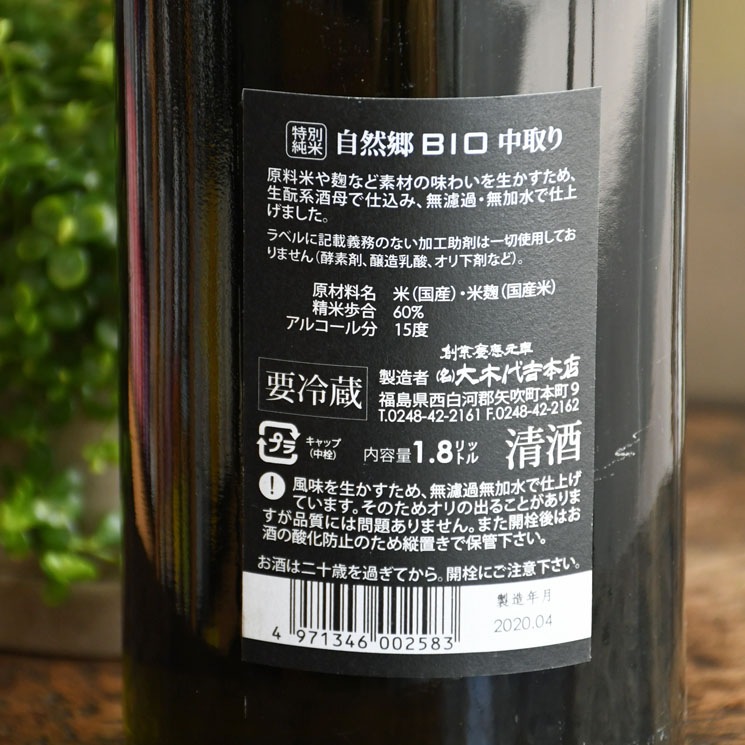 特別純米 自然郷 BIO 中取り
原料米や麹など素材の味わいを生かすため、
生酛系酒母で仕込み、無濾過・無加水で仕上
げました。
ラベルに記載義務のない加工助剤は一切使用してお
りません(酵素剤、醸造乳酸、オリ下剤など)。
原材料名 米(国産)・米麹(国産米)
精米歩合 60%
アルコール分 15度
創業慶応元年
要冷蔵
製造者 (名)大木代吉本店
福島県西白河郡矢吹町本町9
T.0248-42-2161 F.0248-42-2162
プラ キャップ(中栓) 内容量1.8リットル 清酒
! 風味を生かすため、無濾過無加水で仕上げ
ています。そのためオリの出ることがありま
すが品質には問題ありません。また開栓後はお
酒の酸化防止のため縦置きで保管下さい。
お酒は二十歳を過ぎてから。開栓にご注意下さい。
製造年月
2020.04
4 971346 002583